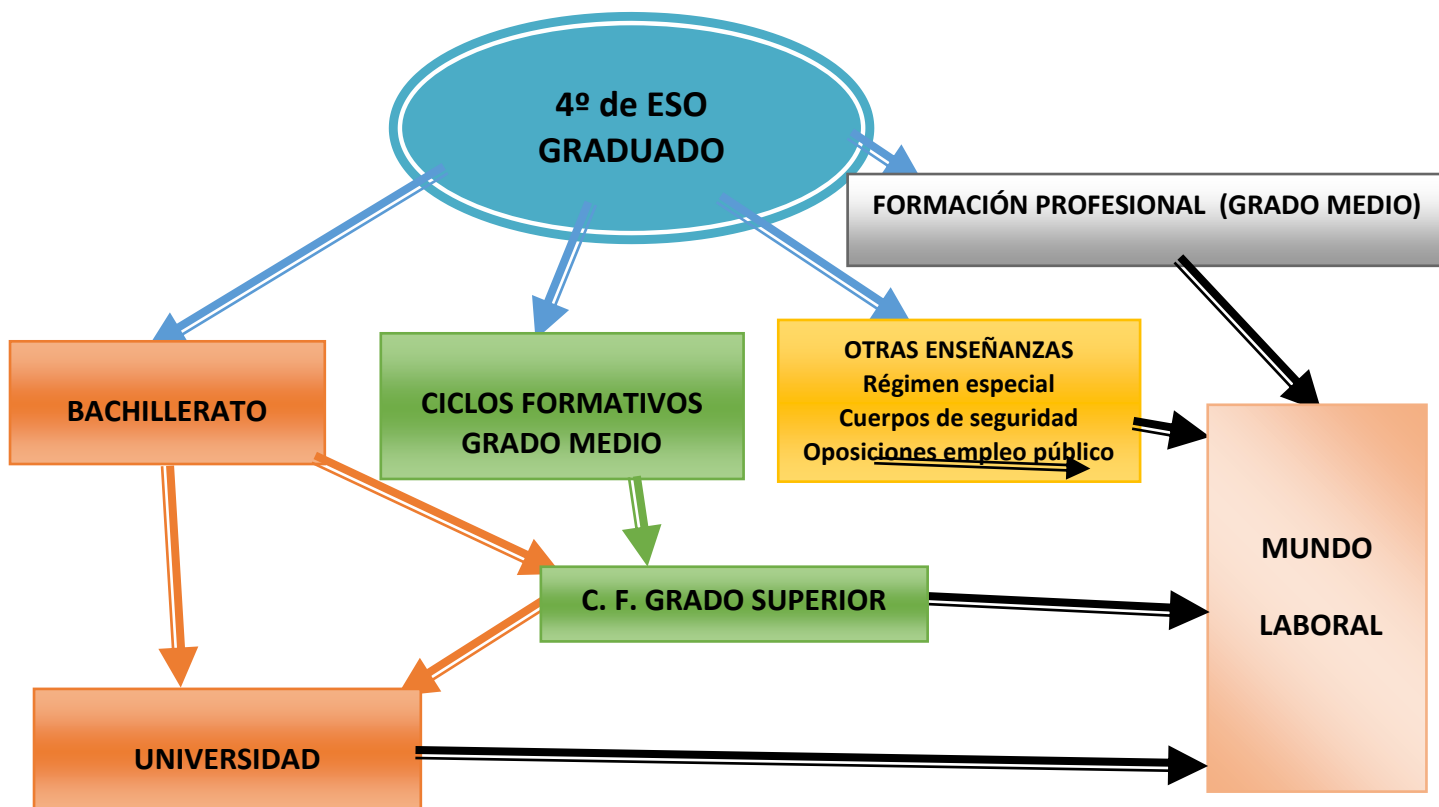 4º de ESO
GRADUADO
FORMACIÓN PROFESIONAL (GRADO MEDIO)
BACHILLERATO
CICLOS FORMATIVOS
GRADO MEDIO
OTRAS ENSEÑANZAS
Régimen especial
Cuerpos de seguridad
Oposiciones empleo público
MUNDO
LABORAL
C. F. GRADO SUPERIOR
UNIVERSIDAD